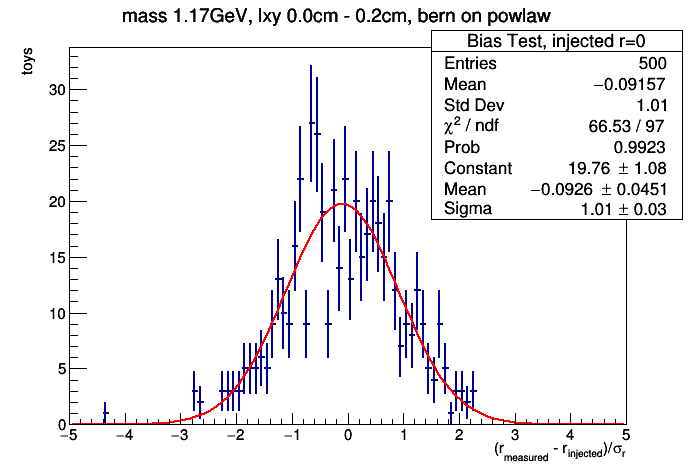 mass 1.17GeV, lxy 0.0cm - 0.2cm, bern on powlaw
toys
Bias Test, injected r=0
Entries 500
Mean −0.09157
Std Dev 1.01
χ² / ndf 66.53 / 97
Prob 0.9923
Constant 19.76 ± 1.08
Mean −0.0926 ± 0.0451
Sigma 1.01 ± 0.03
30
25
20
15
10
5
0
−5 −4 −3 −2 −1 0 1 2 3 4 5
(r_measured - r_injected)/σ_r